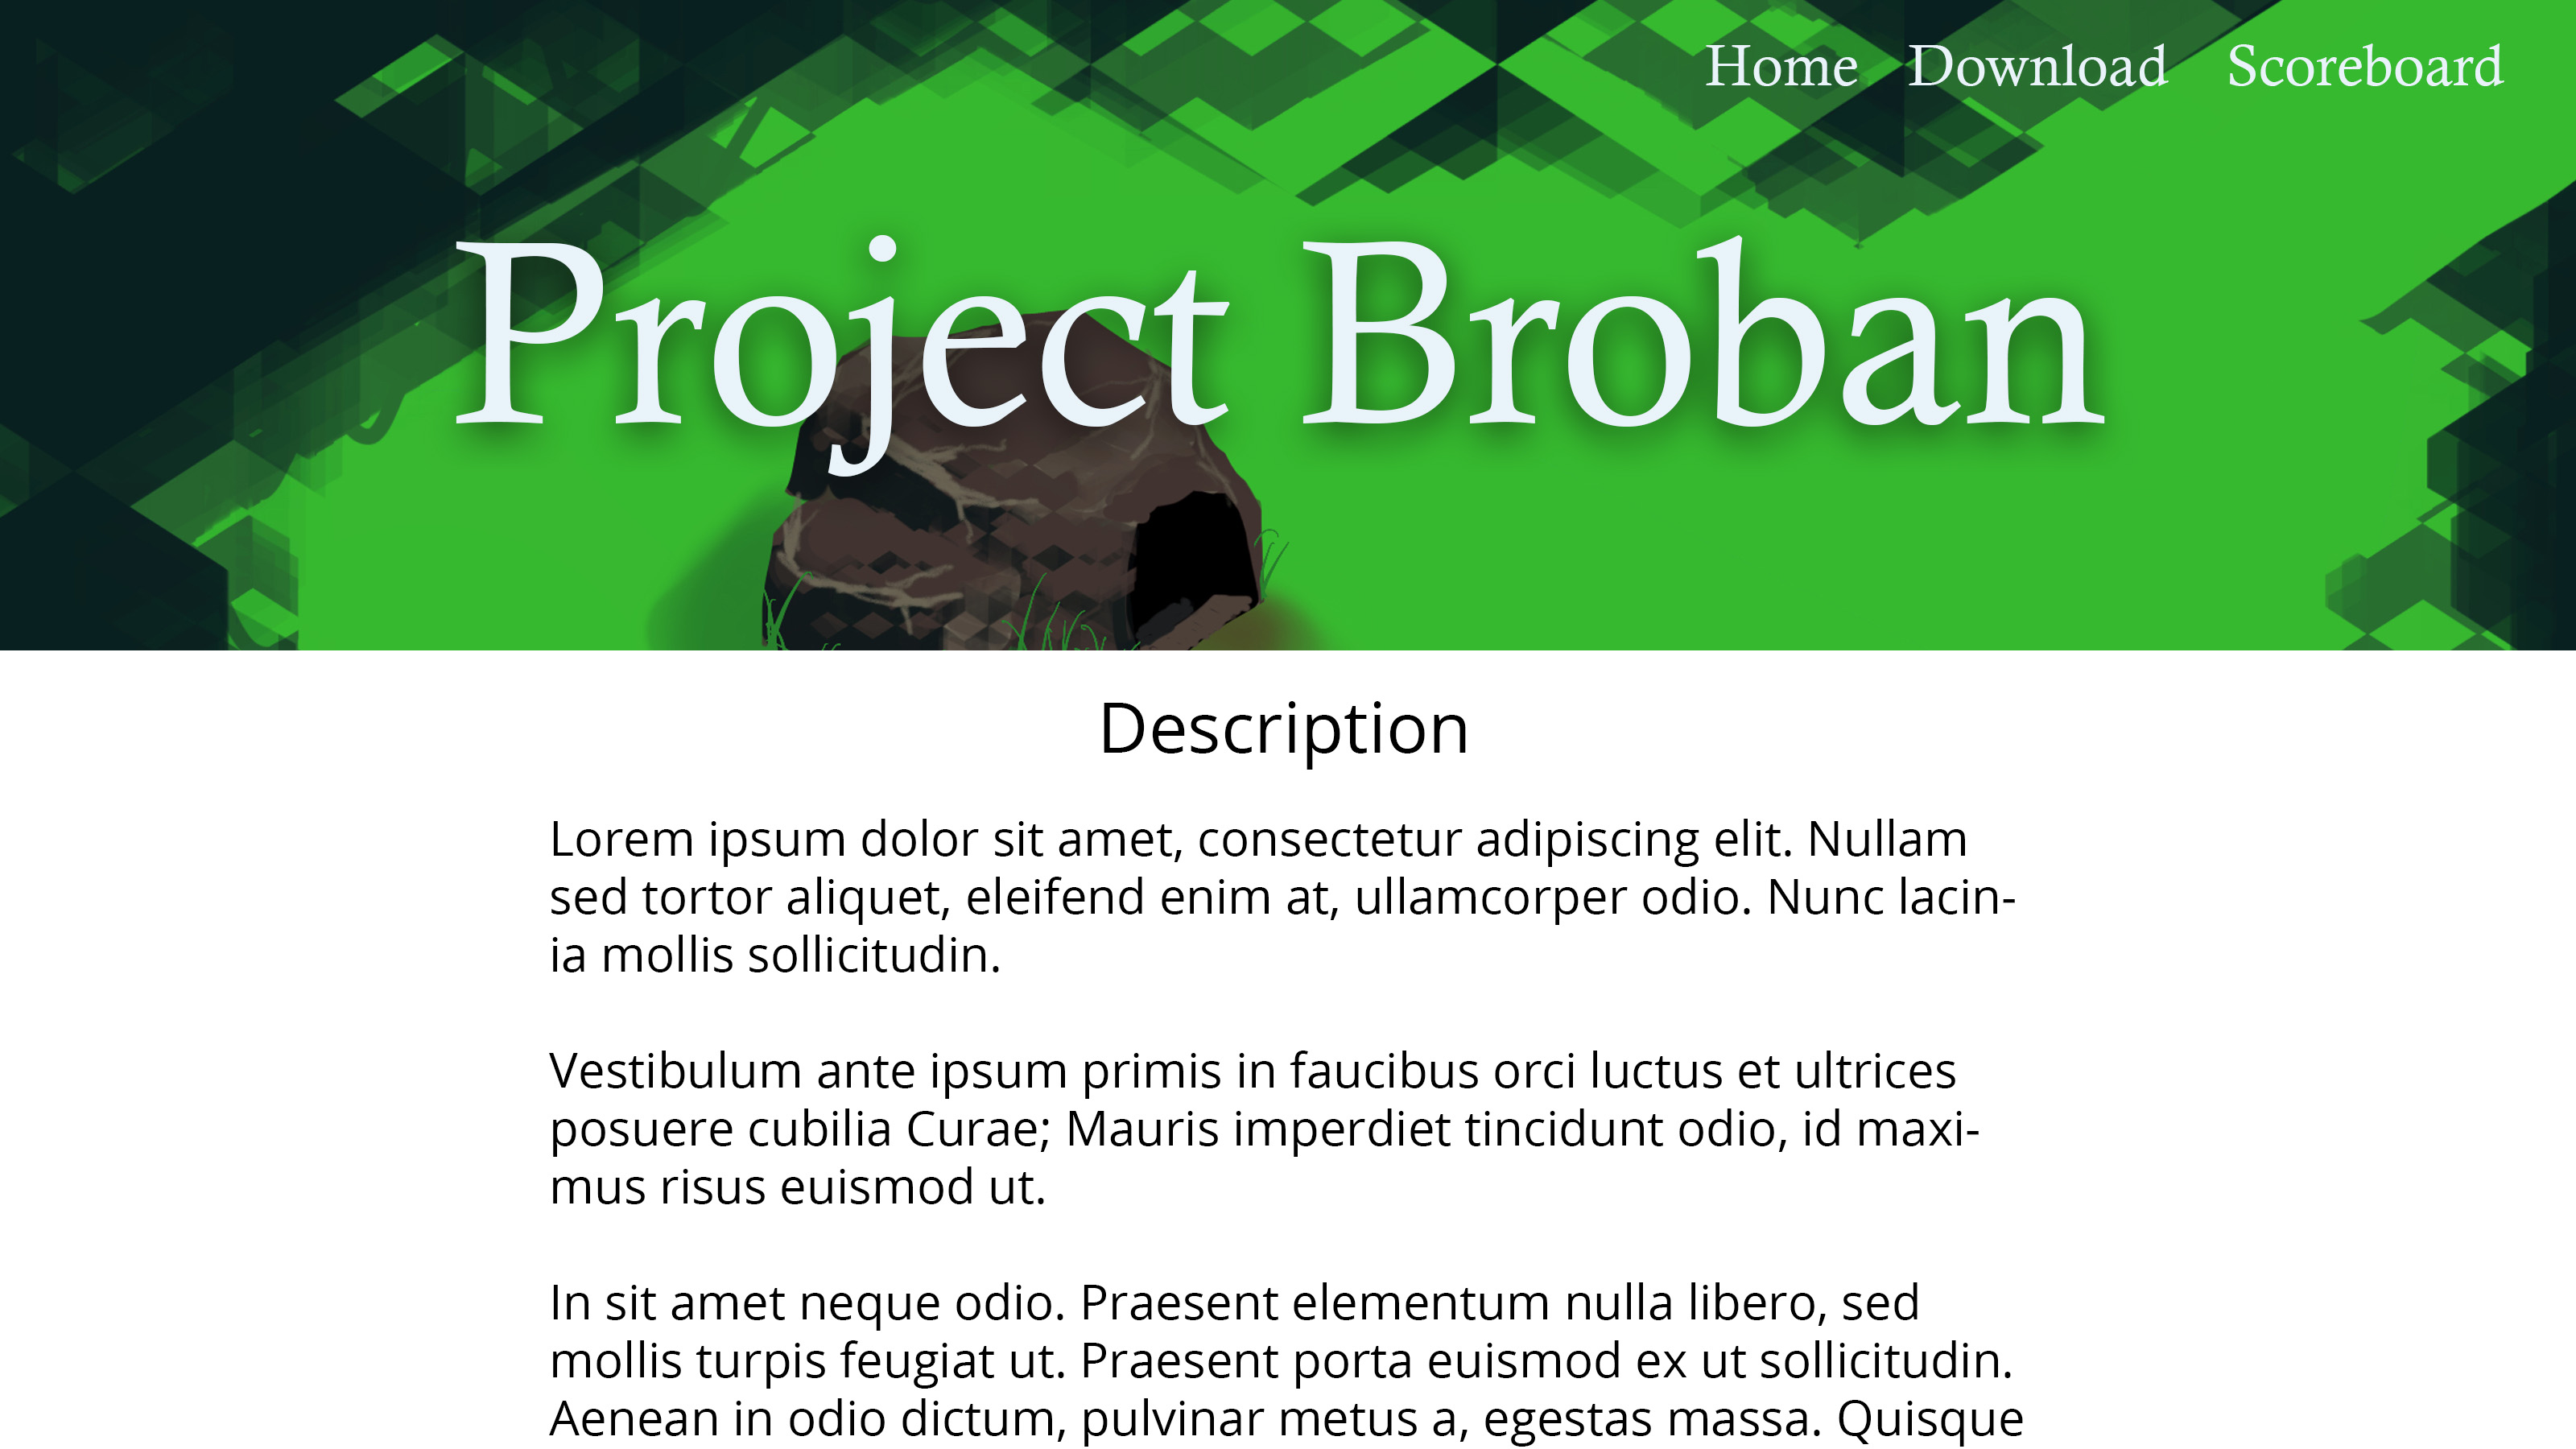 Home Download Scoreboard
Project Broban
Description
Lorem ipsum dolor sit amet, consectetur adipiscing elit. Nullam
sed tortor aliquet, eleifend enim at, ullamcorper odio. Nunc lacin-
ia mollis sollicitudin.
Vestibulum ante ipsum primis in faucibus orci luctus et ultrices
posuere cubilia Curae; Mauris imperdiet tincidunt odio, id maxi-
mus risus euismod ut.
In sit amet neque odio. Praesent elementum nulla libero, sed
mollis turpis feugiat ut. Praesent porta euismod ex ut sollicitudin.
Aenean in odio dictum, pulvinar metus a, egestas massa. Quisque